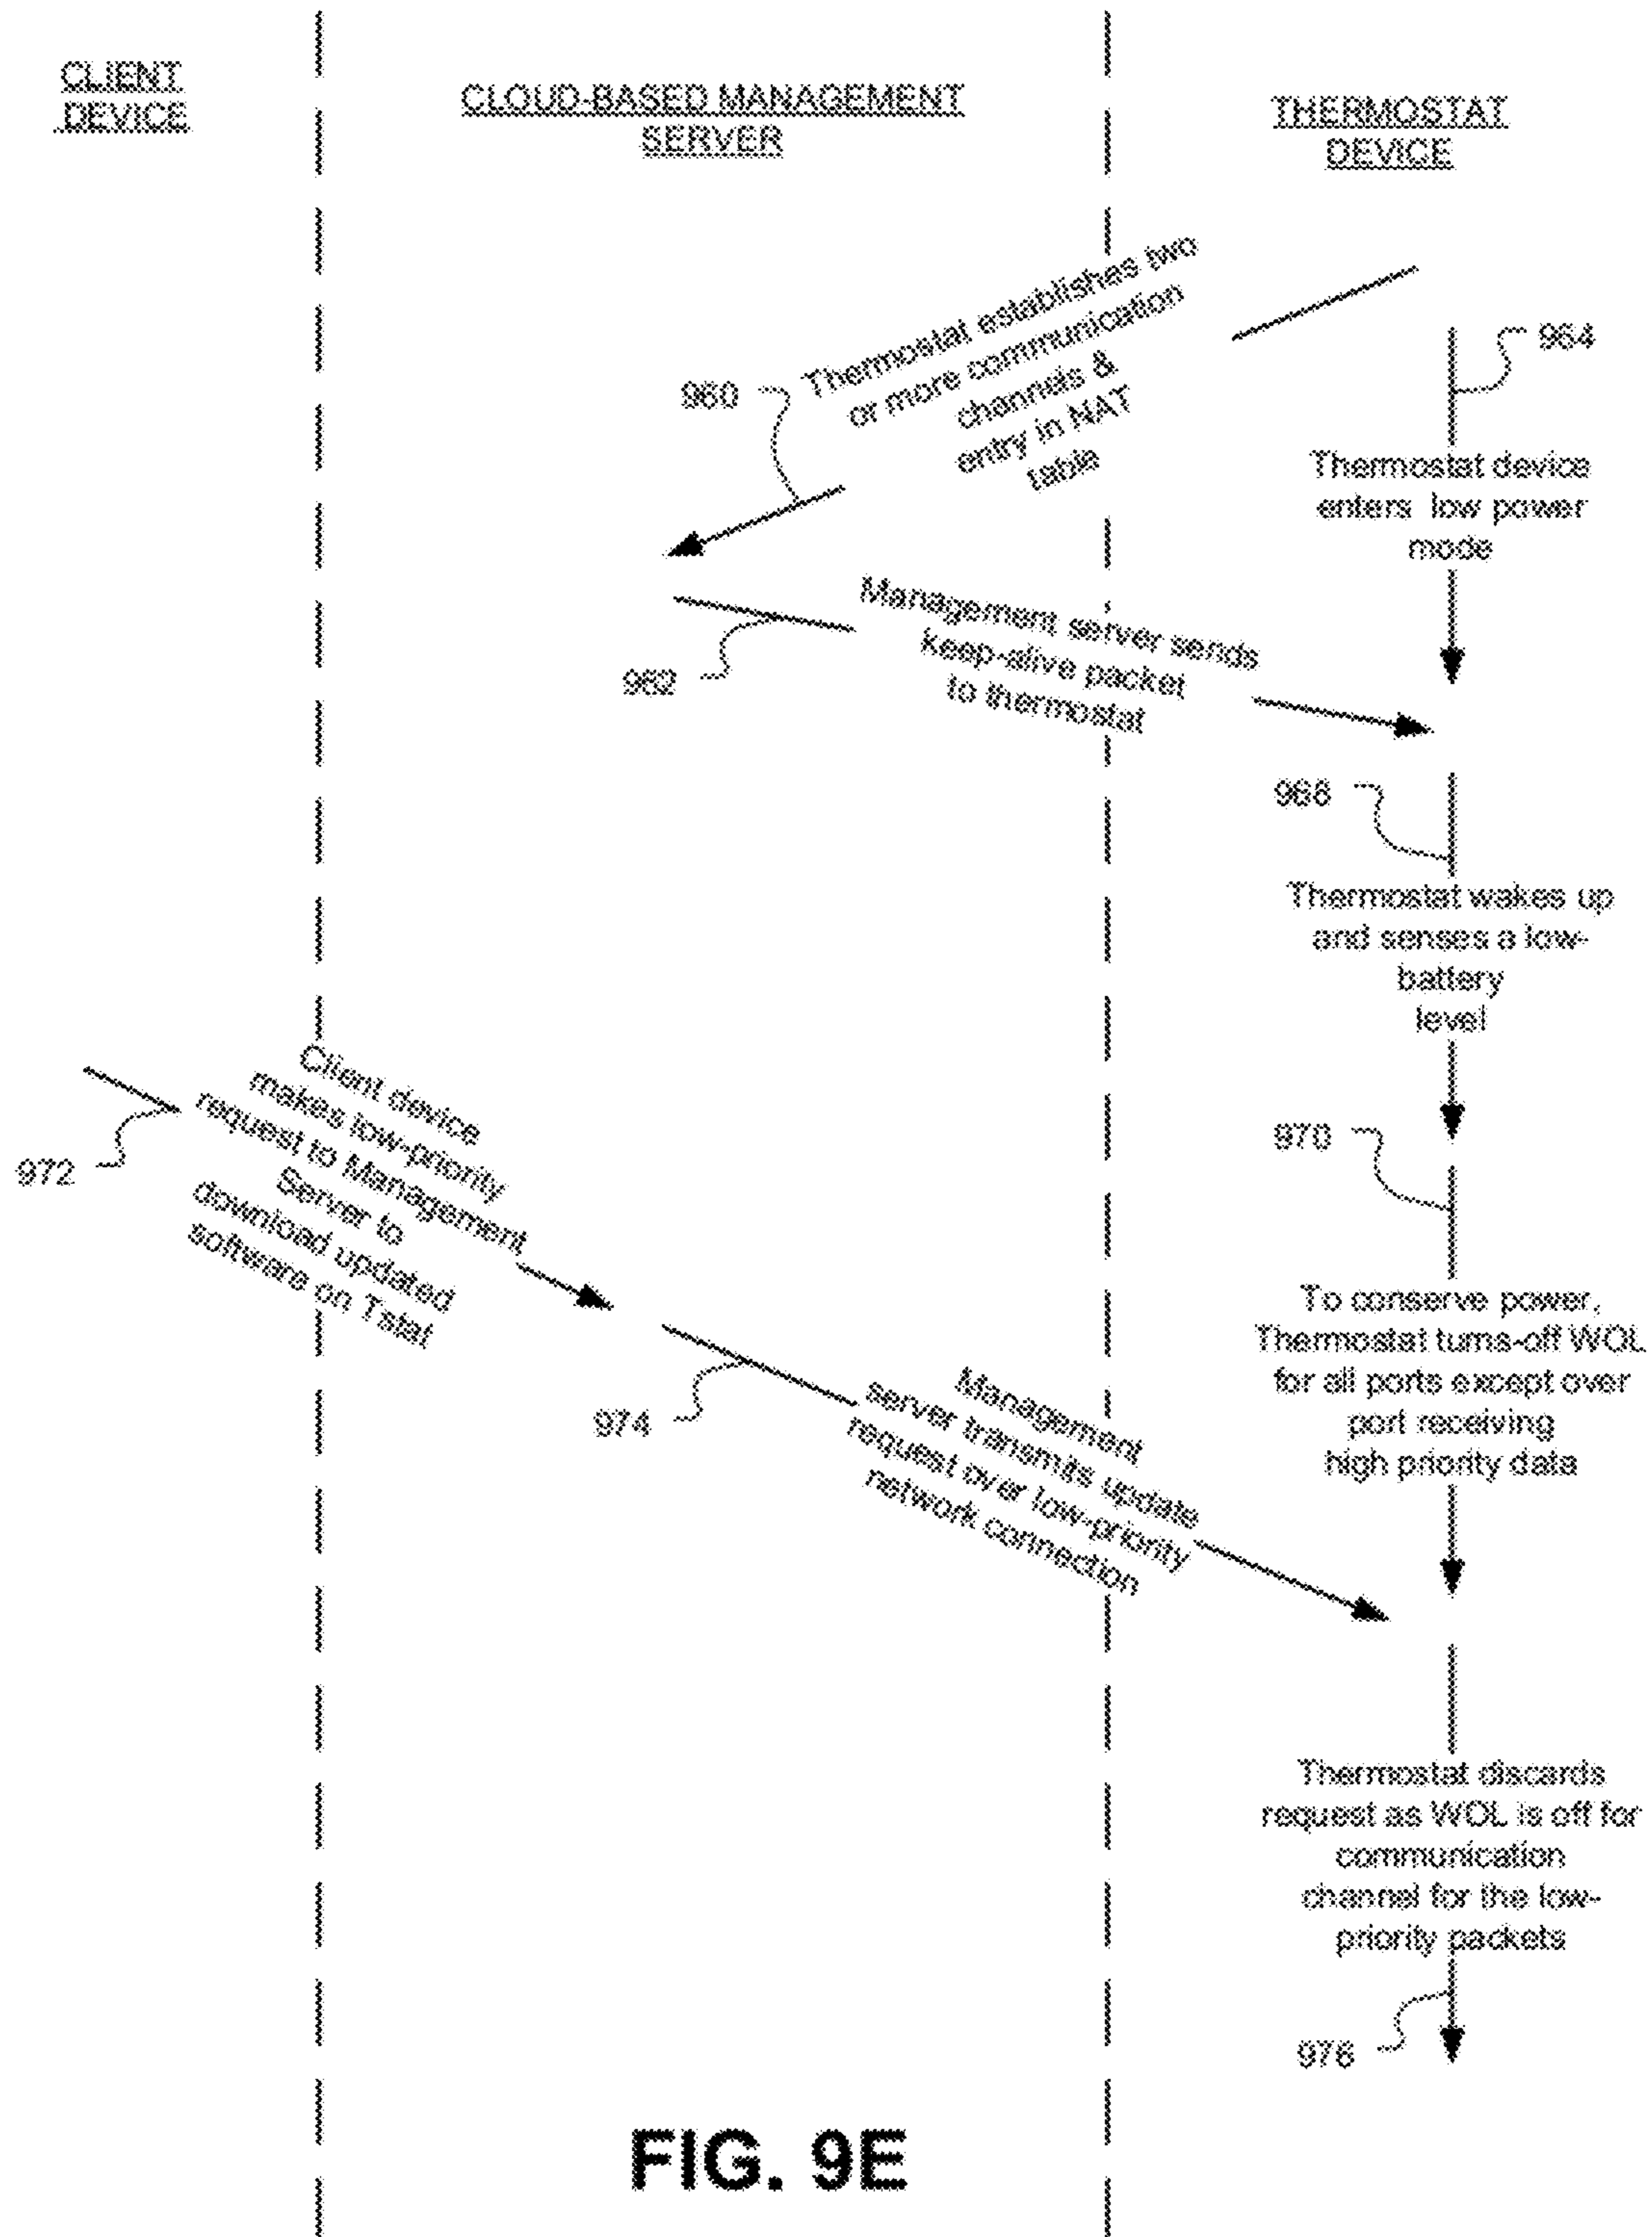 CLIENT
DEVICE
CLOUD-BASED MANAGEMENT
SERVER
THERMOSTAT
DEVICE
Thermostat establishes two
or more communication
channels &
entry in NAT
table
960
964
Thermostat device
enters low power
mode
Management server sends
keep-alive packet
to thermostat
962
968
Thermostat wakes up
and senses a low-
battery
level
Client device
makes low-priority
request to Management
Server to
download updated
software on Tstat
972
970
To conserve power,
Thermostat turns-off WOL
for all ports except over
port receiving
high priority data
Management
server transmits update
request over low-priority
network connection
974
Thermostat discards
request as WOL is off for
communication
channel for the low-
priority packets
976
FIG. 9E